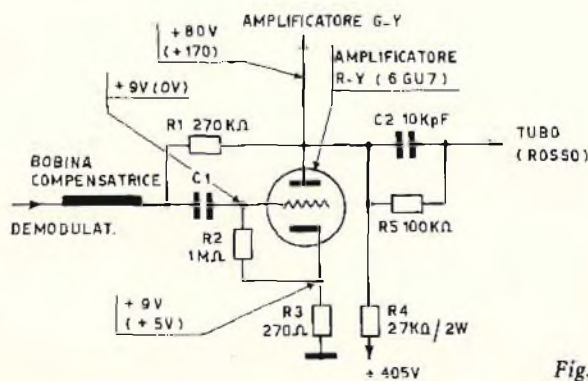 AMPLIFICATORE G-Y
+80V
(+170)
AMPLIFICATORE
R-Y (6GU7)
+9V(0V)
C2 10KpF
R1 270KΩ
TUBO
(ROSSO)
BOBINA
COMPENSATRICE
C1
DEMODULAT.
R2
1MΩ
R5 100KΩ
+9V
(+5V)
R3
270Ω
R4
27KΩ/2W
+405V
Fig